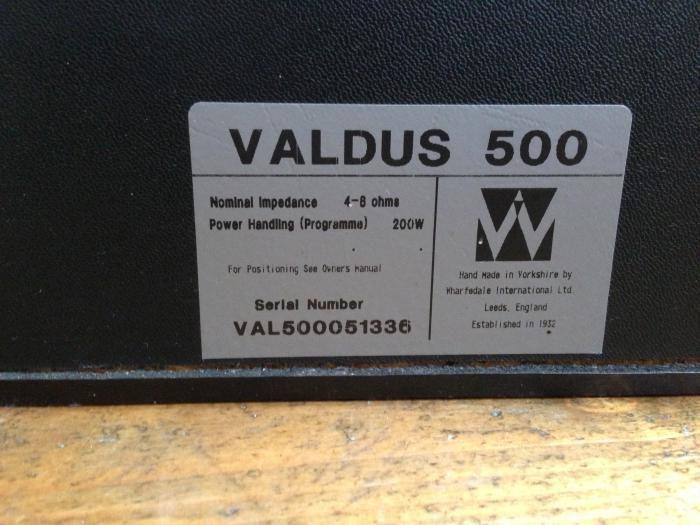 VALDUS 500
Nominal Impedance 4-8 ohms
Power Handling (Programme) 200W
For Positioning See Owners Manual
Serial Number
VAL500051336
Hand Made in Yorkshire by
Wharfedale International Ltd.
Leeds, England
Established in 1932